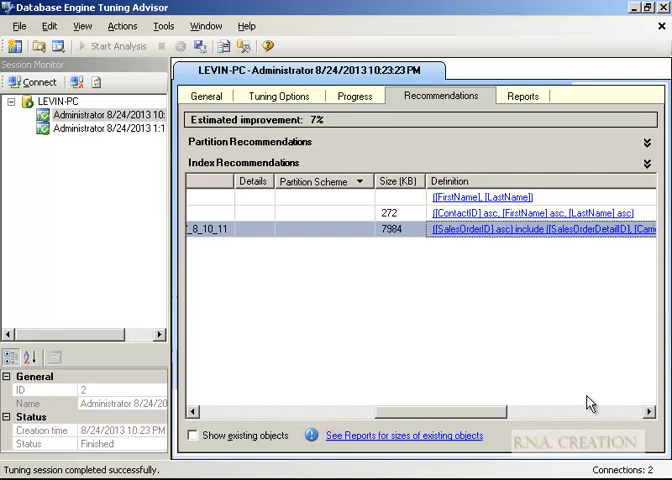 Database Engine Tuning Advisor
File Edit View Actions Tools Window Help
Start Analysis
Session Monitor
Connect
LEVIN-PC
Administrator 8/24/2013 10:
Administrator 8/24/2013 1:1
General
ID 2
Name Administrator 8/24/20
Status
Creation time 8/24/2013 10:23 PM
Status Finished
LEVIN-PC - Administrator 8/24/2013 10:23:23 PM
General Tuning Options Progress Recommendations Reports
Estimated improvement: 7%
Partition Recommendations
Index Recommendations
Details Partition Scheme Size (KB) Definition
([FirstName], [LastName])
272 ([ContactID] asc, [FirstName] asc, [LastName] asc)
_8_10_11 7984 ([SalesOrderID] asc) include ([SalesOrderDetailID], [Carri
Show existing objects See Reports for sizes of existing objects
R.N.A. CREATION
Tuning session completed successfully. Connections: 2